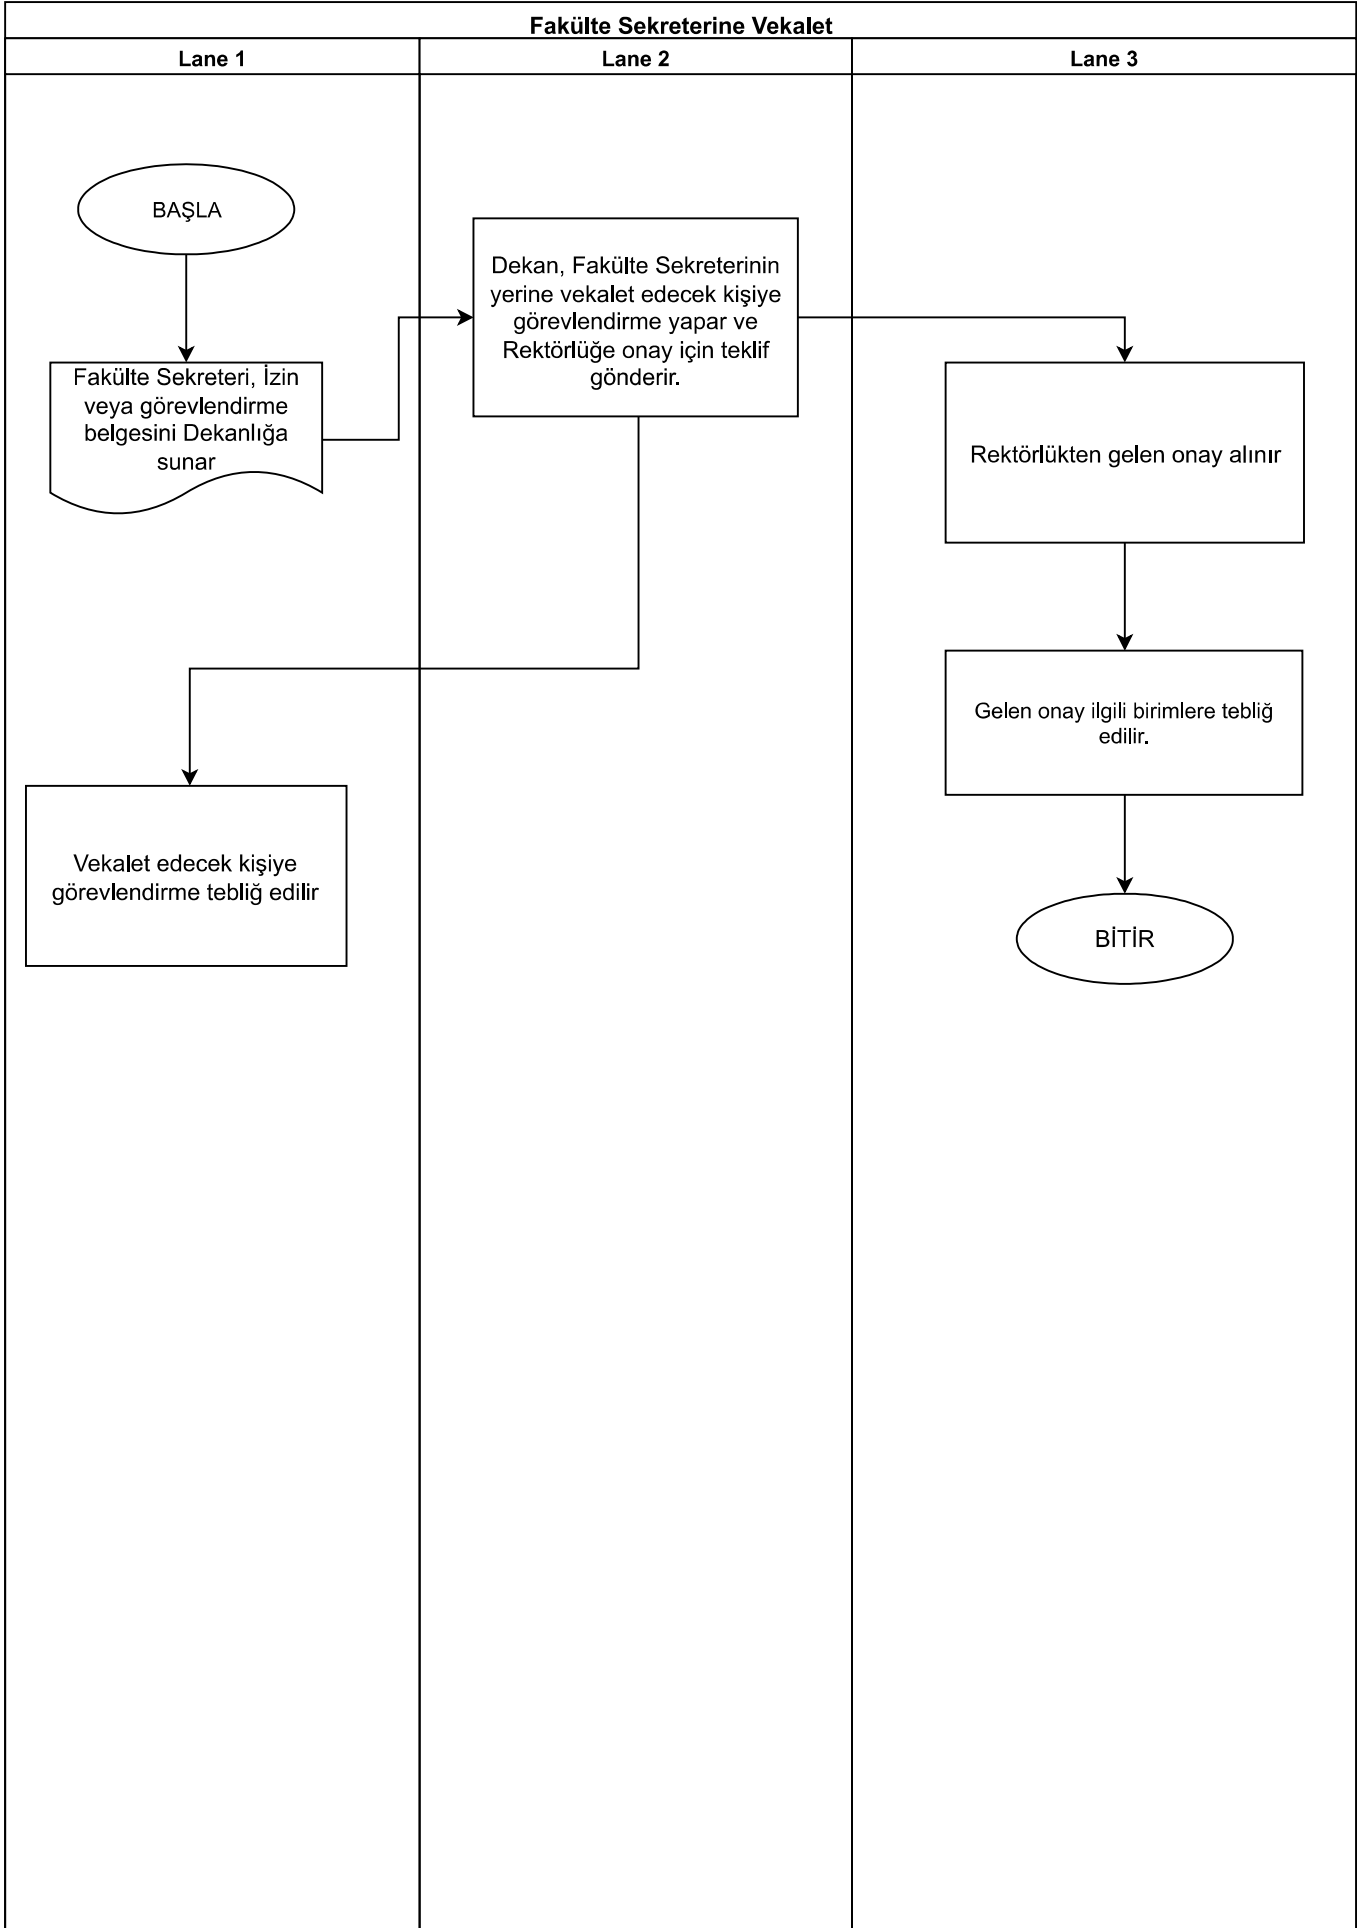 Fakülte Sekreterine Vekalet
Lane 1
Lane 2
Lane 3
BAŞLA
Fakülte Sekreteri, İzin
veya görevlendirme
belgesini Dekanlığa
sunar
Dekan, Fakülte Sekreterinin
yerine vekalet edecek kişiye
görevlendirme yapar ve
Rektörlüğe onay için teklif
gönderir.
Rektörlükten gelen onay alınır
Gelen onay ilgili birimlere tebliğ
edilir.
Vekalet edecek kişiye
görevlendirme tebliğ edilir
BİTİR